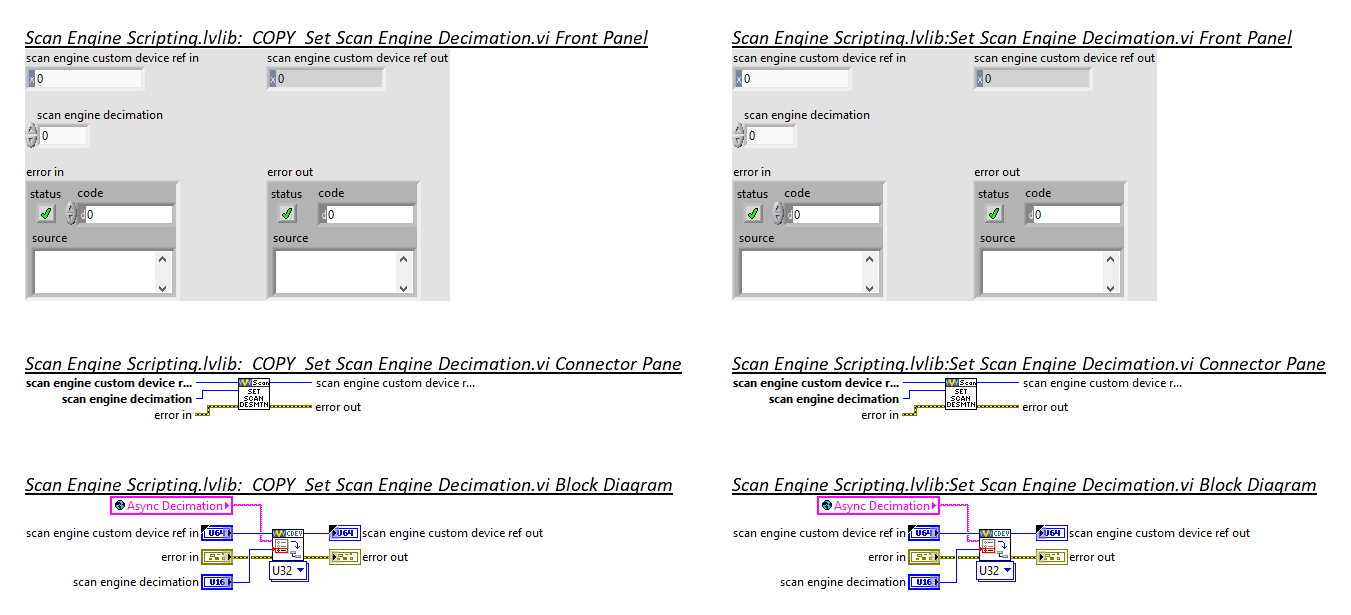 Scan Engine Scripting.lvlib:_COPY_Set Scan Engine Decimation.vi Front Panel
scan engine custom device ref in
scan engine custom device ref out
x 0
x 0
scan engine decimation
0
error in
error out
status code
status code
d 0
d 0
source
source
Scan Engine Scripting.lvlib:Set Scan Engine Decimation.vi Front Panel
scan engine custom device ref in
scan engine custom device ref out
x 0
x 0
scan engine decimation
0
error in
error out
status code
status code
d 0
d 0
source
source
Scan Engine Scripting.lvlib:_COPY_Set Scan Engine Decimation.vi Connector Pane
scan engine custom device r...
scan engine custom device r...
scan engine decimation
error in
error out
Scan
SET
SCAN
DESMTN
Scan Engine Scripting.lvlib:Set Scan Engine Decimation.vi Connector Pane
scan engine custom device r...
scan engine custom device r...
scan engine decimation
error in
error out
Scan
SET
SCAN
DESMTN
Scan Engine Scripting.lvlib:_COPY_Set Scan Engine Decimation.vi Block Diagram
Async Decimation
scan engine custom device ref in
U64
CDEV
U64
scan engine custom device ref out
error in
error out
U32
scan engine decimation
U16
Scan Engine Scripting.lvlib:Set Scan Engine Decimation.vi Block Diagram
Async Decimation
scan engine custom device ref in
U64
CDEV
U64
scan engine custom device ref out
error in
error out
U32
scan engine decimation
U16